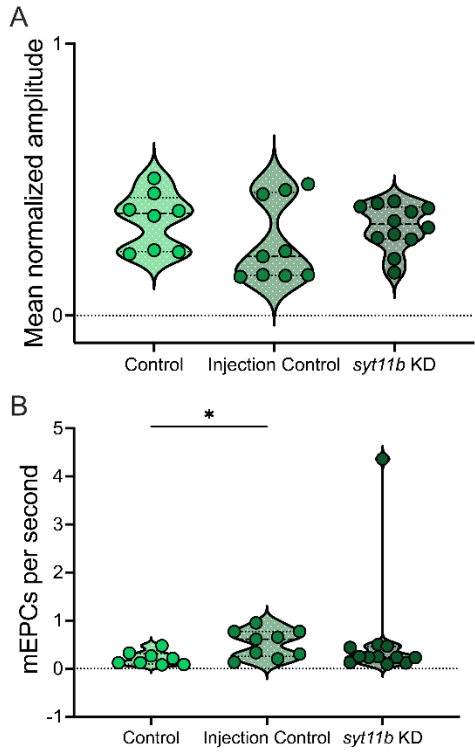 A
Mean normalized amplitude
1
0
Control
Injection Control
syt11b KD
B
mEPCs per second
*
5
4
3
2
1
0
-1
Control
Injection Control
syt11b KD